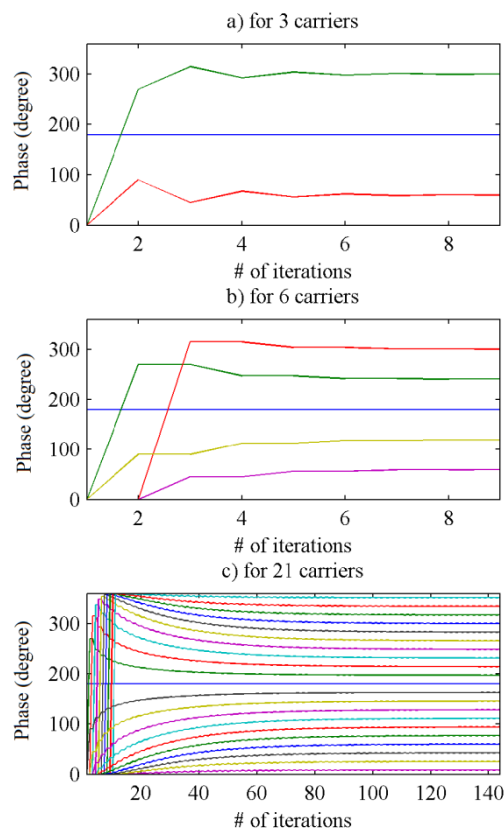 a) for 3 carriers
300
200
100
0
Phase (degree)
2 4 6 8
# of iterations
b) for 6 carriers
300
200
100
0
Phase (degree)
2 4 6 8
# of iterations
c) for 21 carriers
300
200
100
0
Phase (degree)
20 40 60 80 100 120 140
# of iterations